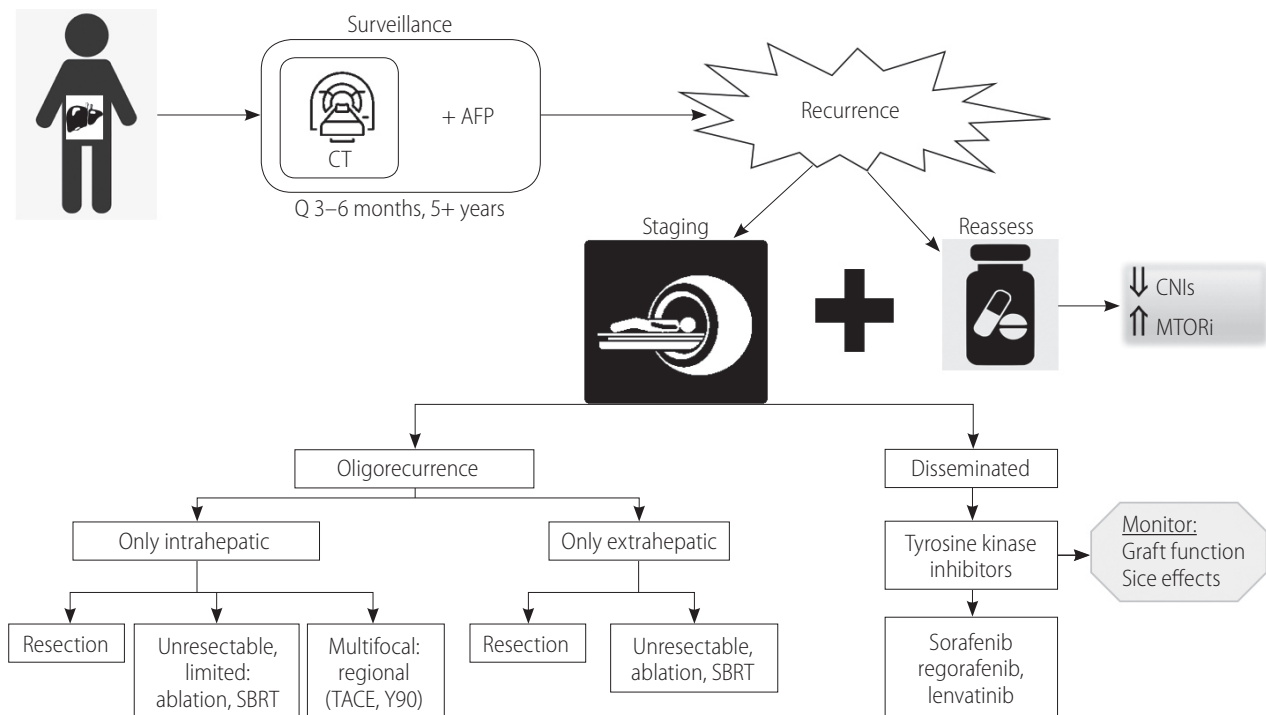 Surveillance
CT
+ AFP
Q 3–6 months, 5+ years
Recurrence
Staging
Reassess
⇓ CNIs
⇑ MTORi
Oligorecurrence
Disseminated
Only intrahepatic
Only extrahepatic
Tyrosine kinase
inhibitors
Monitor:
Graft function
Sice effects
Resection
Unresectable,
limited:
ablation, SBRT
Multifocal:
regional
(TACE, Y90)
Resection
Unresectable,
ablation, SBRT
Sorafenib
regorafenib,
lenvatinib